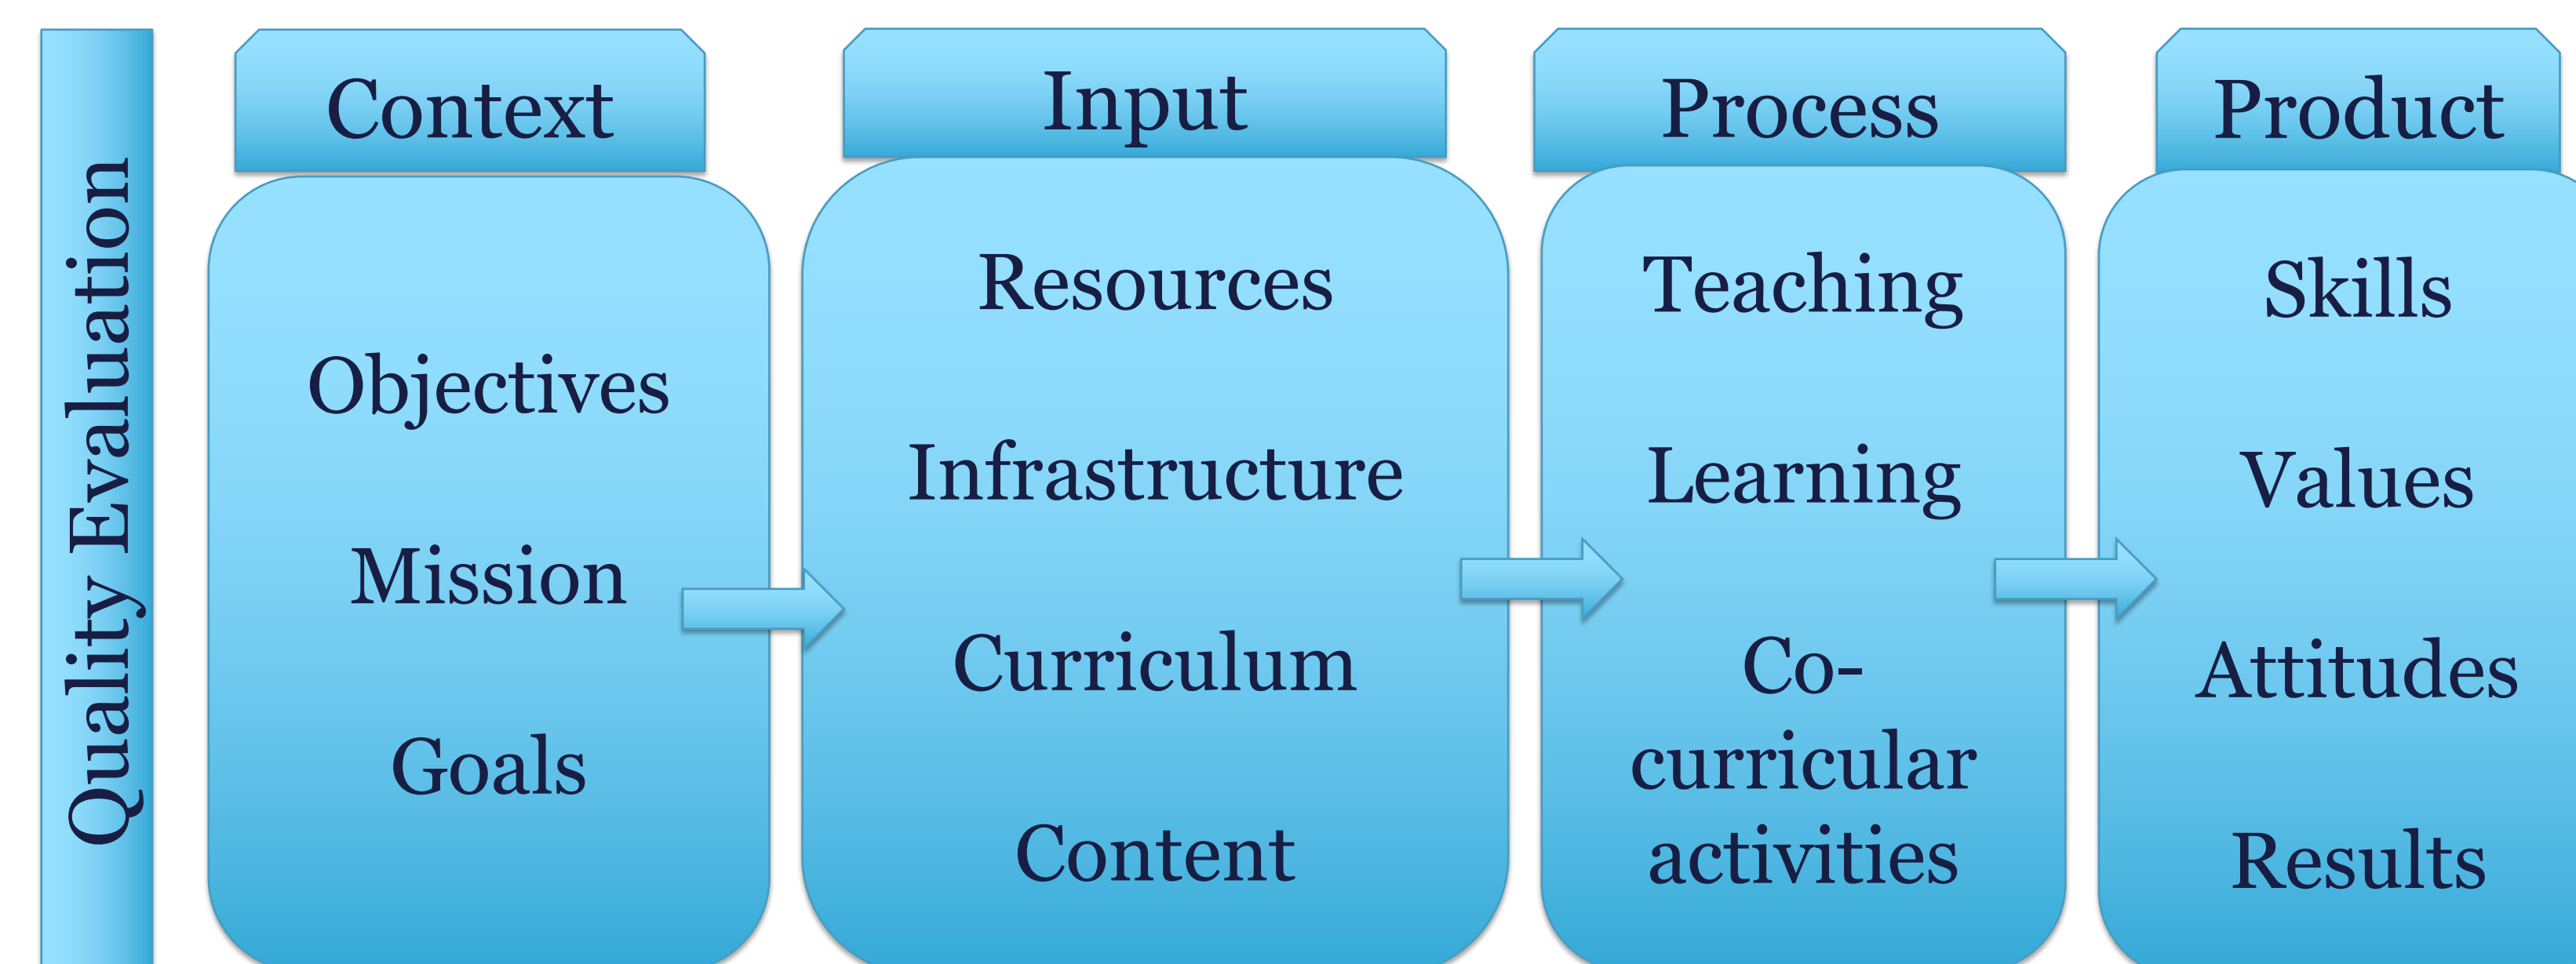 Quality Evaluation
Context
Objectives
Mission
Goals
Input
Resources
Infrastructure
Curriculum
Content
Process
Teaching
Learning
Co-
curricular
activities
Product
Skills
Values
Attitudes
Results